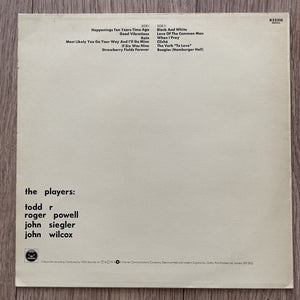 SIDE I
Happenings Ten Years Time Ago
Good Vibrations
Rain
Most Likely You Go Your Way And I'll Go Mine
If Six Was Nine
Strawberry Fields Forever
SIDE II
Black And White
Love Of The Common Man
When I Pray
Cliché
The Verb "To Love"
Boogies (Hamburger Hell)
the players:
todd r
roger powell
john siegler
john wilcox